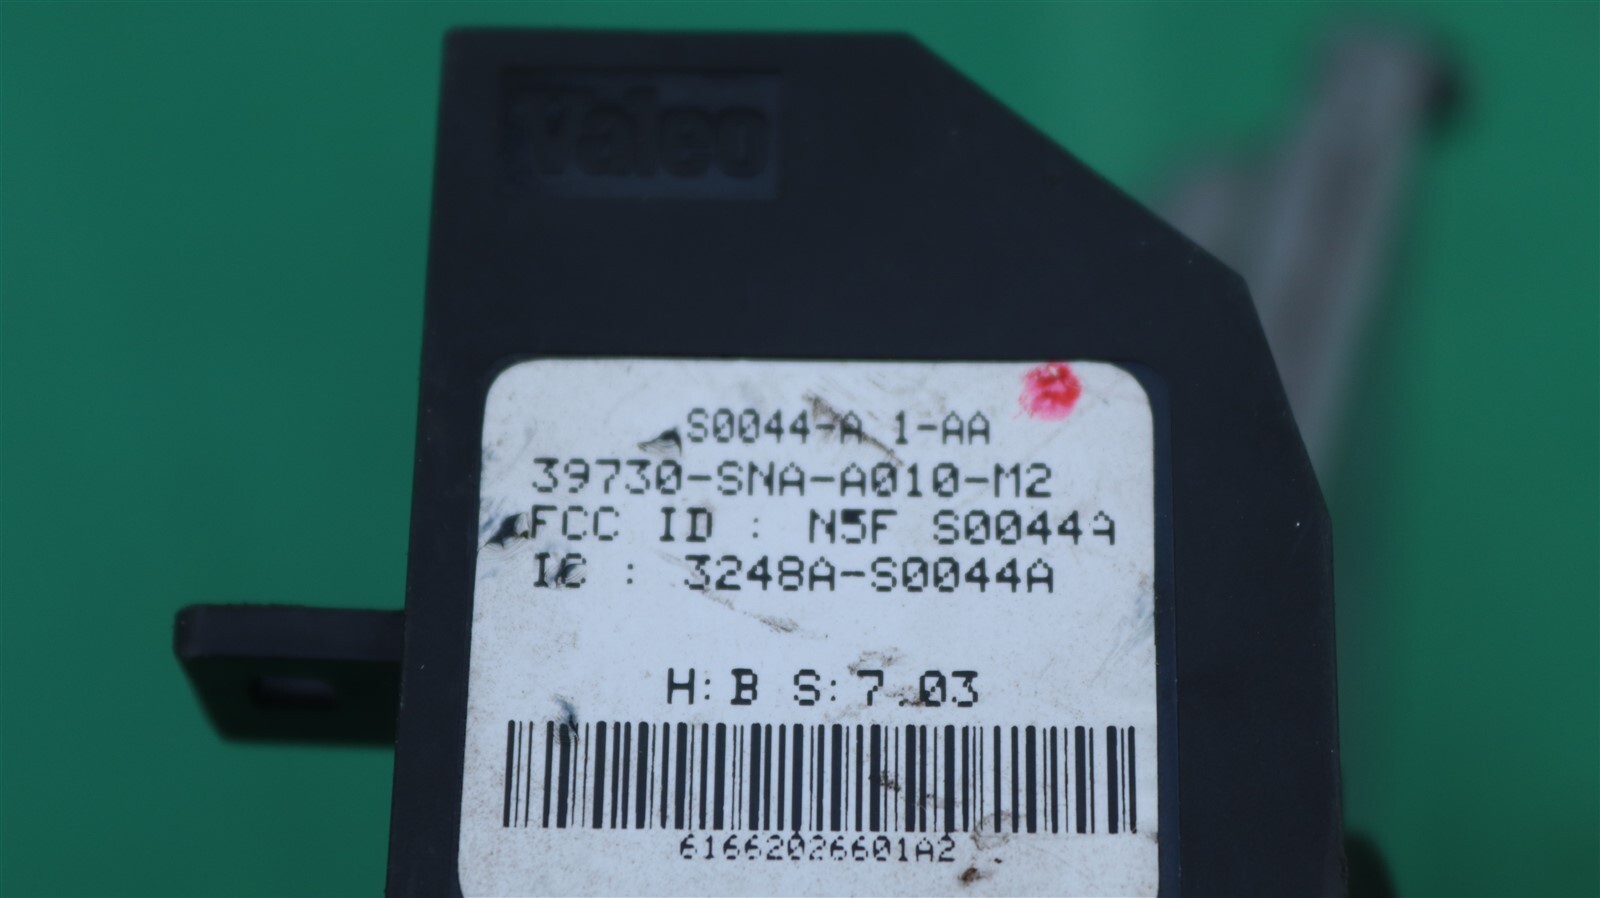 Valeo
S0044-A 1-AA
39730-SNA-A010-M2
FCC ID : N5F S0044A
IC : 3248A-S0044A
H: B S: 7.03
61662026601A2